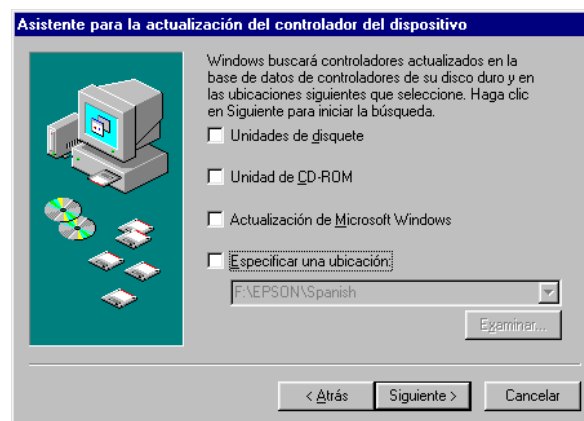 Asistente para la actualización del controlador del dispositivo
Windows buscará controladores actualizados en la
base de datos de controladores de su disco duro y en
las ubicaciones siguientes que seleccione. Haga clic
en Siguiente para iniciar la búsqueda.
Unidades de disquete
Unidad de CD-ROM
Actualización de Microsoft Windows
Especificar una ubicación:
F:\EPSON\Spanish
Examinar...
< Atrás
Siguiente >
Cancelar